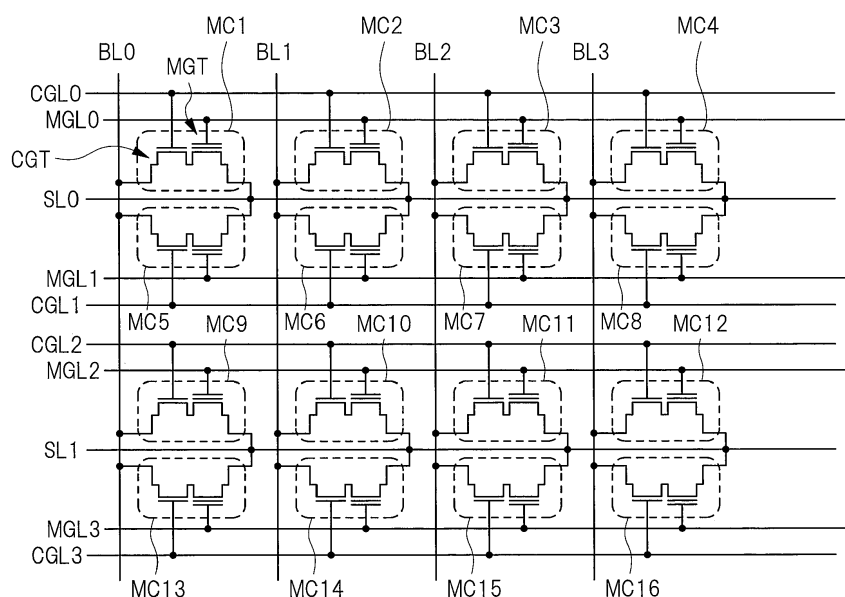 MC1 MC2 MC3 MC4
BL0 BL1 BL2 BL3
MGT
CGL0
MGL0
CGT
SL0
MGL1
CGL1
MC5 MC6 MC7 MC8
MC9 MC10 MC11 MC12
CGL2
MGL2
SL1
MGL3
CGL3
MC13 MC14 MC15 MC16